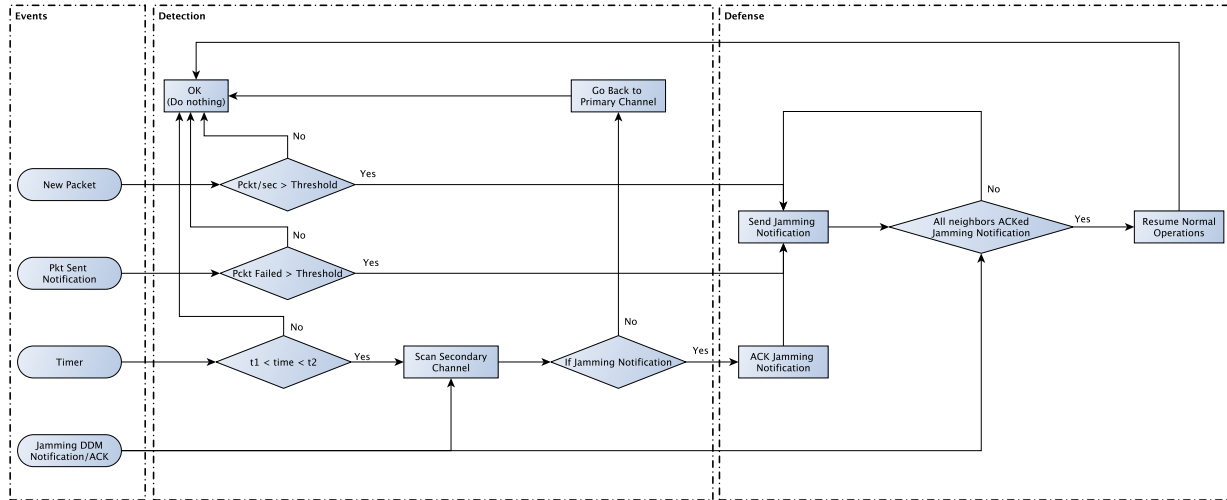 Events
Detection
Defense
OK
(Do nothing)
Go Back to
Primary Channel
No
New Packet
Pckt/sec > Threshold
Yes
No
Send Jamming
Notification
All neighbors ACKed
Jamming Notification
Yes
Resume Normal
Operations
No
Pkt Sent
Notification
Pckt Failed > Threshold
Yes
No
No
Timer
t1 < time < t2
Yes
Scan Secondary
Channel
If Jamming Notification
Yes
ACK Jamming
Notification
Jamming DDM
Notification/ACK